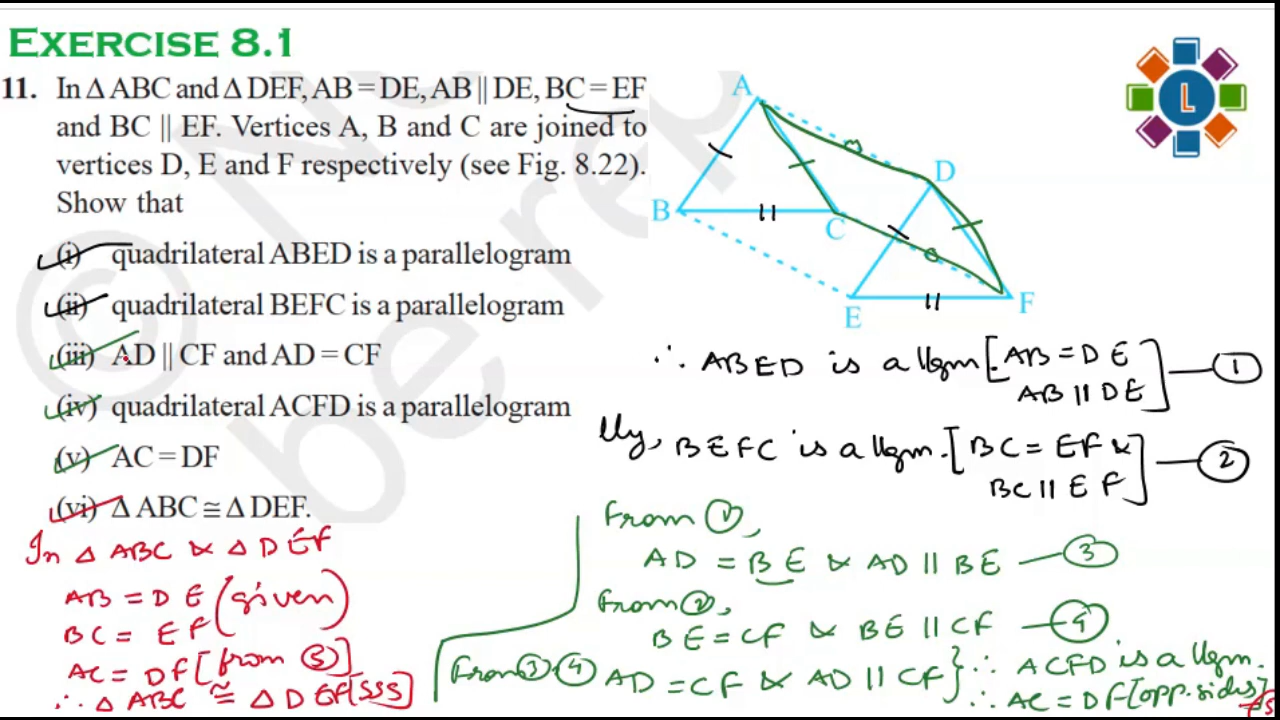 EXERCISE 8.1
11. In Δ ABC and Δ DEF, AB = DE, AB || DE, BC = EF
and BC || EF. Vertices A, B and C are joined to
vertices D, E and F respectively (see Fig. 8.22).
Show that
(i) quadrilateral ABED is a parallelogram
(ii) quadrilateral BEFC is a parallelogram
(iii) AD || CF and AD = CF
(iv) quadrilateral ACFD is a parallelogram
(v) AC = DF
(vi) Δ ABC ≅ Δ DEF.
In Δ ABC & Δ DEF
AB = DE (given)
BC = EF
AC = DF [from (5)]
∴ Δ ABC ≅ Δ DEF [SSS]
L
A
B
C
D
E
F
∴ ABED is a llgm [AB = DE
AB || DE] — 1
lly, BEFC is a llgm. [BC = EF &
BC || EF] — 2
From ①,
AD = BE & AD || BE — 3
From ②,
BE = CF & BE || CF — 4
From ③, ④ AD = CF & AD || CF} ∴ ACFD is a llgm.
∴ AC = DF [opp. sides] — 5